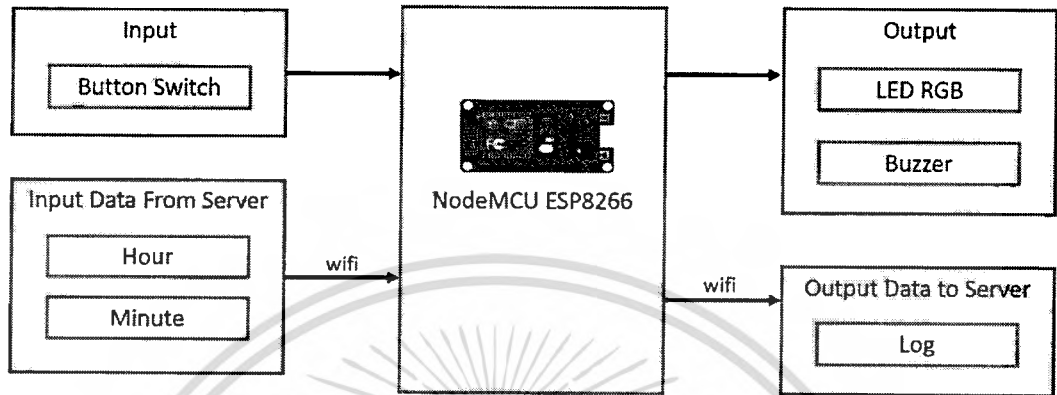 Input
Button Switch
Input Data From Server
Hour
Minute
wifi
NodeMCU ESP8266
wifi
Output
LED RGB
Buzzer
Output Data to Server
Log